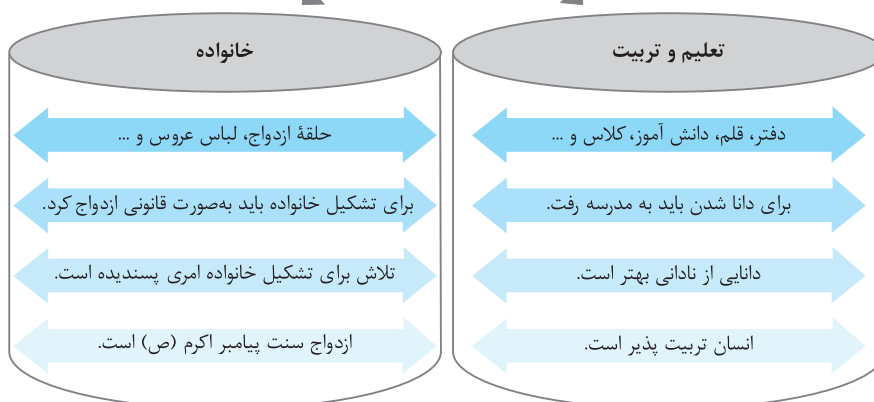 تعلیم و تربیت
دفتر، قلم، دانش آموز، کلاس و ...
برای دانا شدن باید به مدرسه رفت.
دانایی از نادانی بهتر است.
انسان تربیت پذیر است.
خانواده
حلقهٔ ازدواج، لباس عروس و ...
برای تشکیل خانواده باید به‌صورت قانونی ازدواج کرد.
تلاش برای تشکیل خانواده امری پسندیده است.
ازدواج سنت پیامبر اکرم (ص) است.